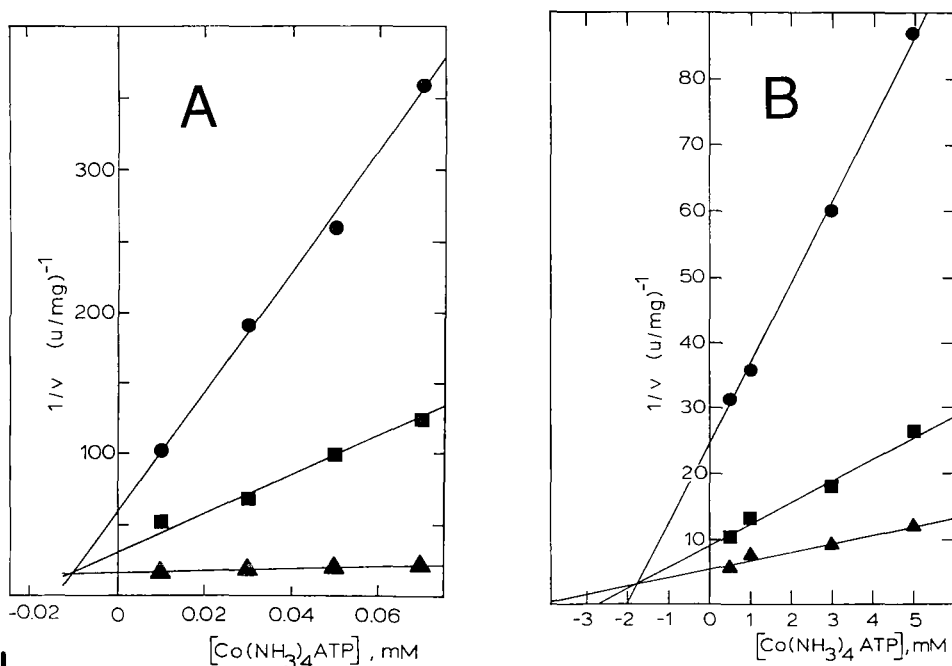 A
300
200
100
1/v (u/mg)⁻¹
-0.02 0 0.02 0.04 0.06
[Co(NH₃)₄ATP], mM
B
80
70
60
50
40
30
20
10
1/v (u/mg)⁻¹
-3 -2 -1 0 1 2 3 4 5
[Co(NH₃)₄ATP], mM